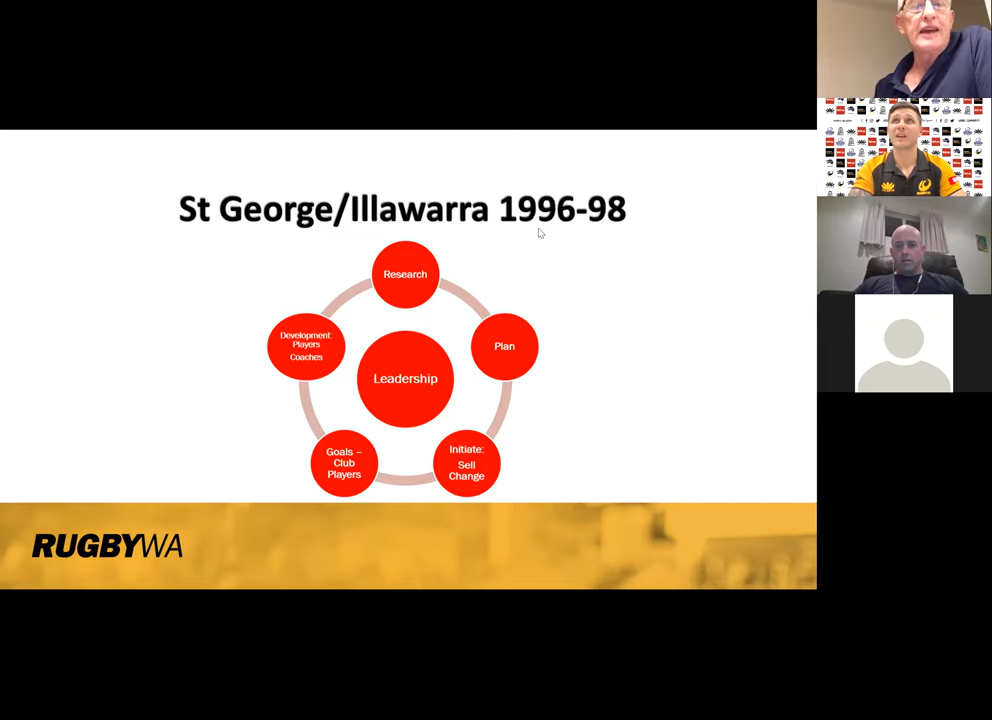 St George/Illawarra 1996-98
Research
Plan
Initiate:
Sell
Change
Goals –
Club
Players
Development:
Players
Coaches
Leadership
RUGBYWA